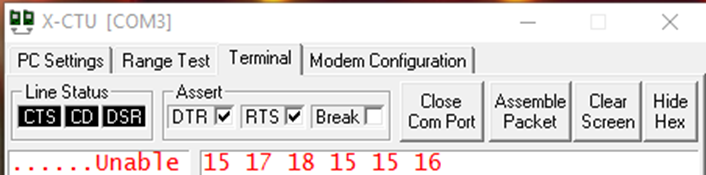 X-CTU [COM3]
PC Settings Range Test Terminal Modem Configuration
Line Status Assert
CTS CD DSR DTR RTS Break
Close Com Port
Assemble Packet
Clear Screen
Hide Hex
......Unable 15 17 18 15 15 16